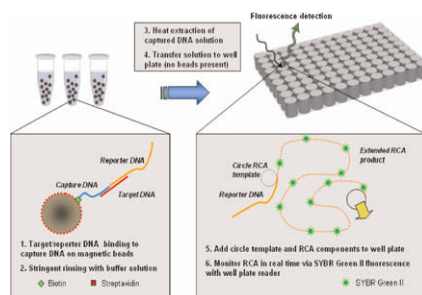 Fluorescence detection
3. Heat extraction of
captured DNA solution
4. Transfer solution to well
plate (no beads present)
Reporter DNA
Capture DNA
Target DNA
1. Target/reporter DNA binding to
capture DNA on magnetic beads
2. Stringent rinsing with buffer solution
Biotin
Streptavidin
Circle RCA
template
Extended RCA
product
Reporter DNA
5. Add circle template and RCA components to well plate
6. Monitor RCA in real time via SYBR Green II fluorescence
with well plate reader
SYBR Green II